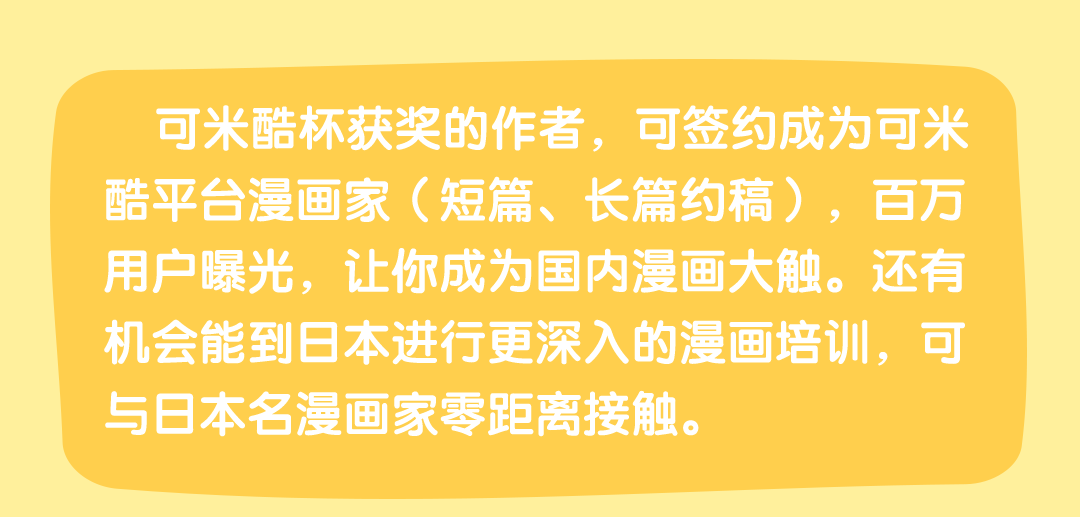 可米酷杯获奖的作者，可签约成为可米
酷平台漫画家（短篇、长篇约稿），百万
用户曝光，让你成为国内漫画大触。还有
机会能到日本进行更深入的漫画培训，可
与日本名漫画家零距离接触。